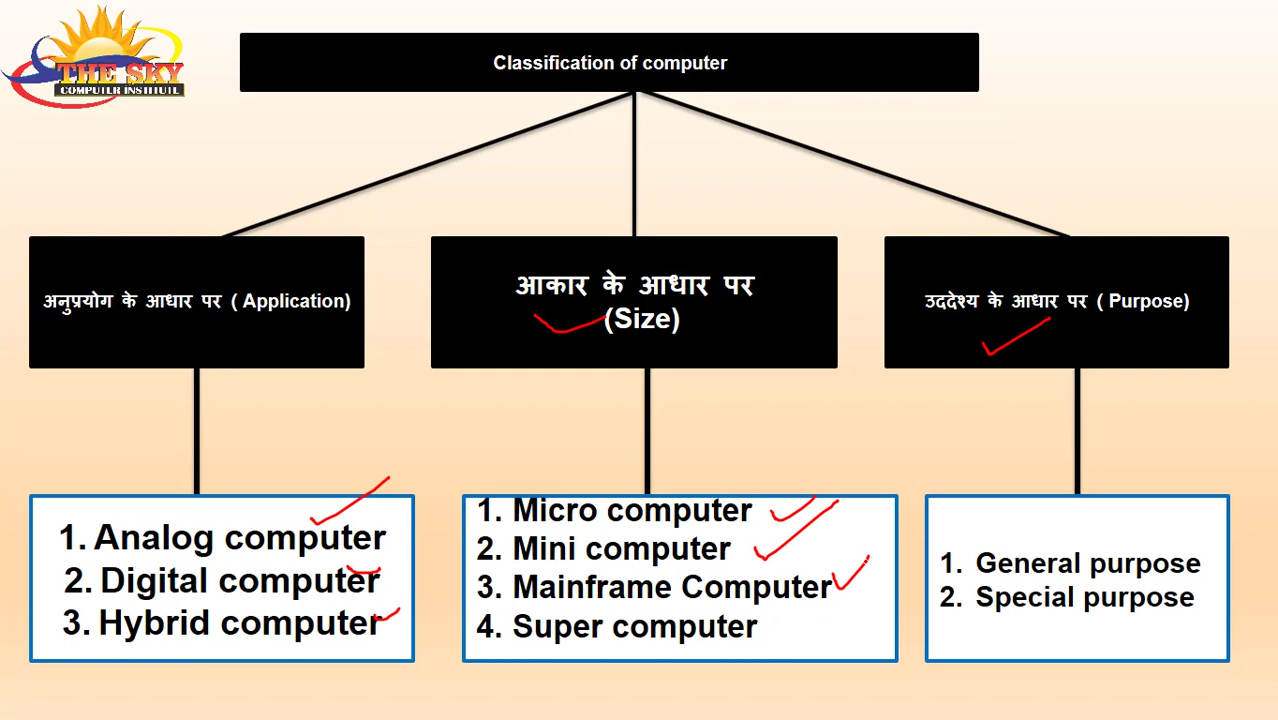 THE SKY
COMPUTER INSTITUTE
Classification of computer
अनुप्रयोग के आधार पर ( Application)
आकार के आधार पर
(Size)
उददेश्य के आधार पर ( Purpose)
1. Analog computer
2. Digital computer
3. Hybrid computer
1. Micro computer
2. Mini computer
3. Mainframe Computer
4. Super computer
1. General purpose
2. Special purpose